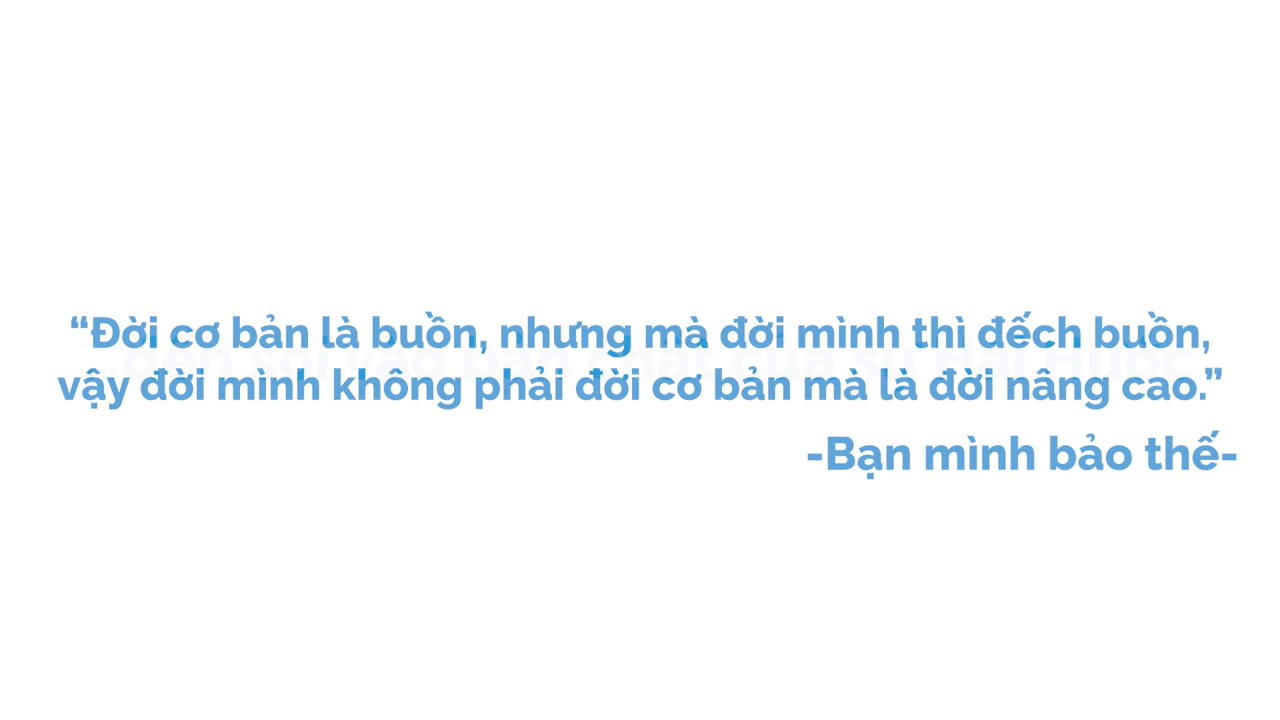 “Đời cơ bản là buồn, nhưng mà đời mình thì đếch buồn,
vậy đời mình không phải đời cơ bản mà là đời nâng cao.”
-Bạn mình bảo thế-